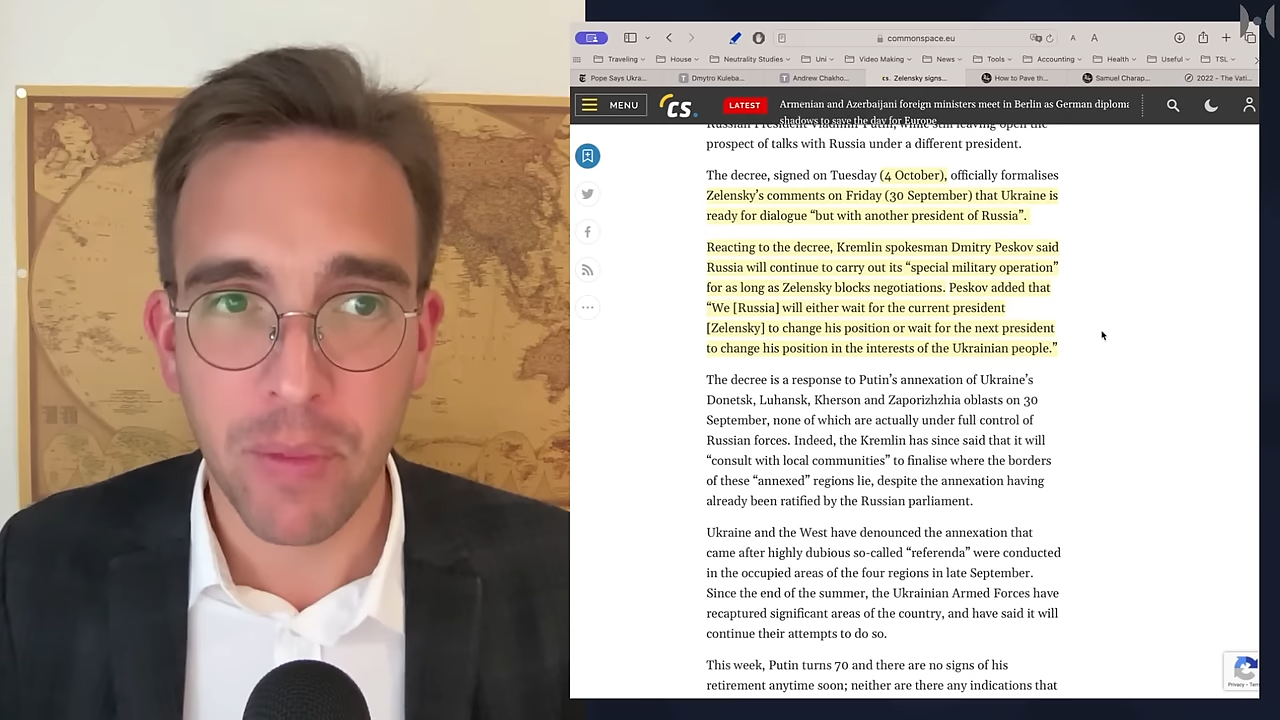 commonspace.eu
A
A
Traveling
House
Neutrality Studies
Uni
Video Making
News
Tools
Accounting
Health
Useful
TSL
Pope Says Ukra...
Dmytro Kuleba...
Andrew Chakho...
cs. Zelensky signs...
How to Pave th...
Samuel Charap...
2022 – The Vati...
MENU
cs.
LATEST
Armenian and Azerbaijani foreign ministers meet in Berlin as German
shadows to save the day for Europe
prospect of talks with Russia under a different president.
The decree, signed on Tuesday (4 October), officially formalises
Zelensky’s comments on Friday (30 September) that Ukraine is
ready for dialogue “but with another president of Russia”.
Reacting to the decree, Kremlin spokesman Dmitry Peskov said
Russia will continue to carry out its “special military operation”
for as long as Zelensky blocks negotiations. Peskov added that
“We [Russia] will either wait for the current president
[Zelensky] to change his position or wait for the next president
to change his position in the interests of the Ukrainian people.”
The decree is a response to Putin’s annexation of Ukraine’s
Donetsk, Luhansk, Kherson and Zaporizhzhia oblasts on 30
September, none of which are actually under full control of
Russian forces. Indeed, the Kremlin has since said that it will
“consult with local communities” to finalise where the borders
of these “annexed” regions lie, despite the annexation having
already been ratified by the Russian parliament.
Ukraine and the West have denounced the annexation that
came after highly dubious so-called “referenda” were conducted
in the occupied areas of the four regions in late September.
Since the end of the summer, the Ukrainian Armed Forces have
recaptured significant areas of the country, and have said it will
continue their attempts to do so.
This week, Putin turns 70 and there are no signs of his
retirement anytime soon; neither are there any indications that
Privacy